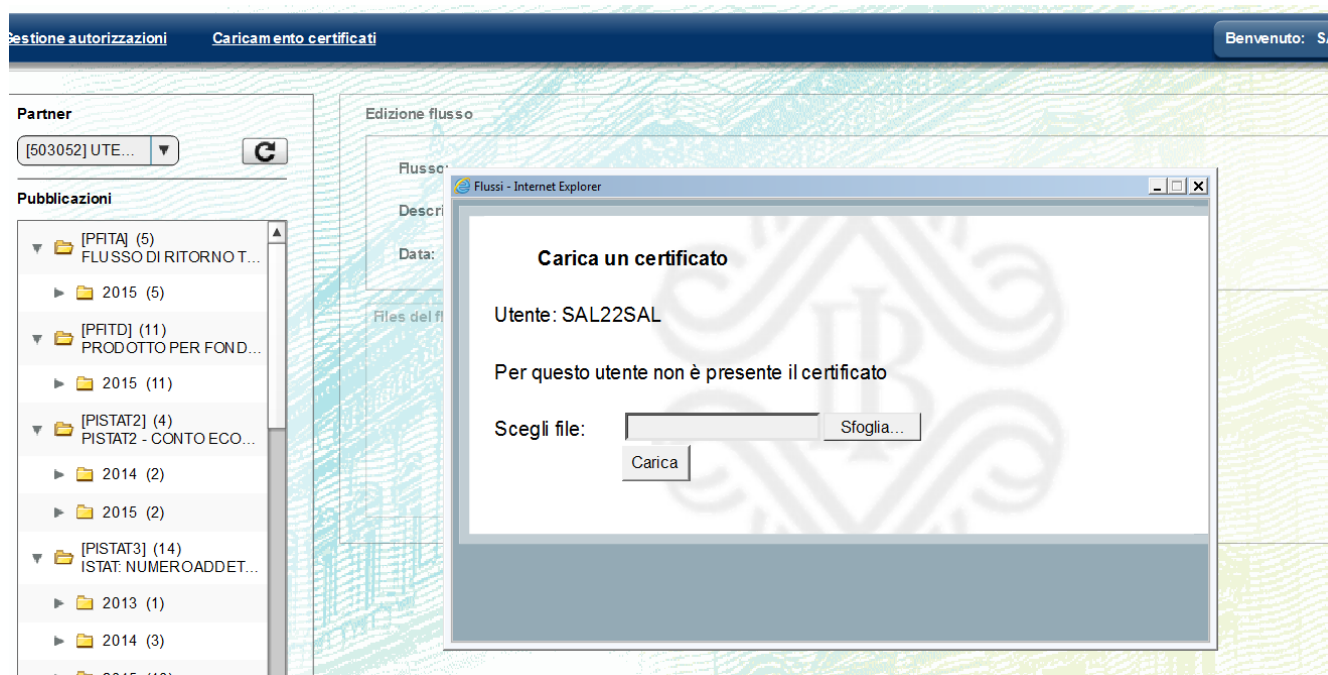 Gestione autorizzazioni Caricamento certificati Benvenuto:
Partner
[503052] UTE...
Pubblicazioni
[PFITA] (5)
FLUSSO DI RITORNO T...
2015 (5)
[PFITD] (11)
PRODOTTO PER FOND...
2015 (11)
[PISTAT2] (4)
PISTAT2 - CONTO ECO...
2014 (2)
2015 (2)
[PISTAT3] (14)
ISTAT: NUMERO ADDET...
2013 (1)
2014 (3)
Edizione flusso
Flusso:
Descri
Data:
Files del fl
Flussi - Internet Explorer
Carica un certificato
Utente: SAL22SAL
Per questo utente non è presente il certificato
Scegli file: Sfoglia...
Carica